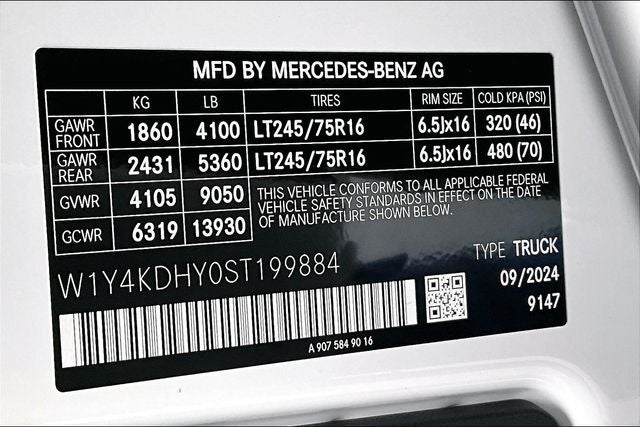 MFD BY MERCEDES-BENZ AG
KG LB TIRES RIM SIZE COLD KPA (PSI)
GAWR FRONT 1860 4100 LT245/75R16 6.5Jx16 320 (46)
GAWR REAR 2431 5360 LT245/75R16 6.5Jx16 480 (70)
GVWR 4105 9050
GCWR 6319 13930
THIS VEHICLE CONFORMS TO ALL APPLICABLE FEDERAL
VEHICLE SAFETY STANDARDS IN EFFECT ON THE DATE
OF MANUFACTURE SHOWN BELOW.
W1Y4KDHY0ST199884
TYPE TRUCK
09/2024
9147
A 907 584 90 16